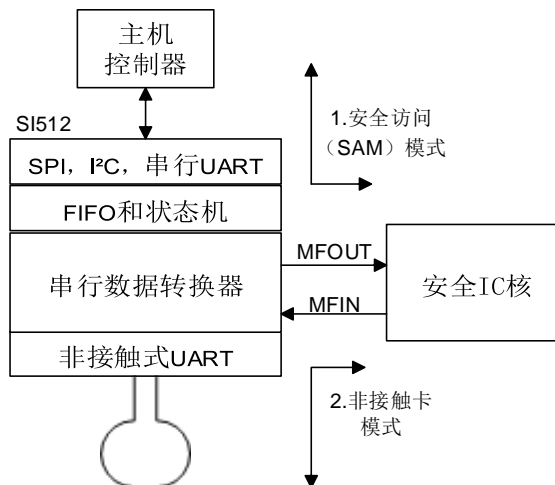 主机
控制器
SI512
SPI，I²C，串行UART
FIFO和状态机
串行数据转换器
非接触式UART
MFOUT
MFIN
安全IC核
1.安全访问
（SAM）模式
2.非接触卡
模式